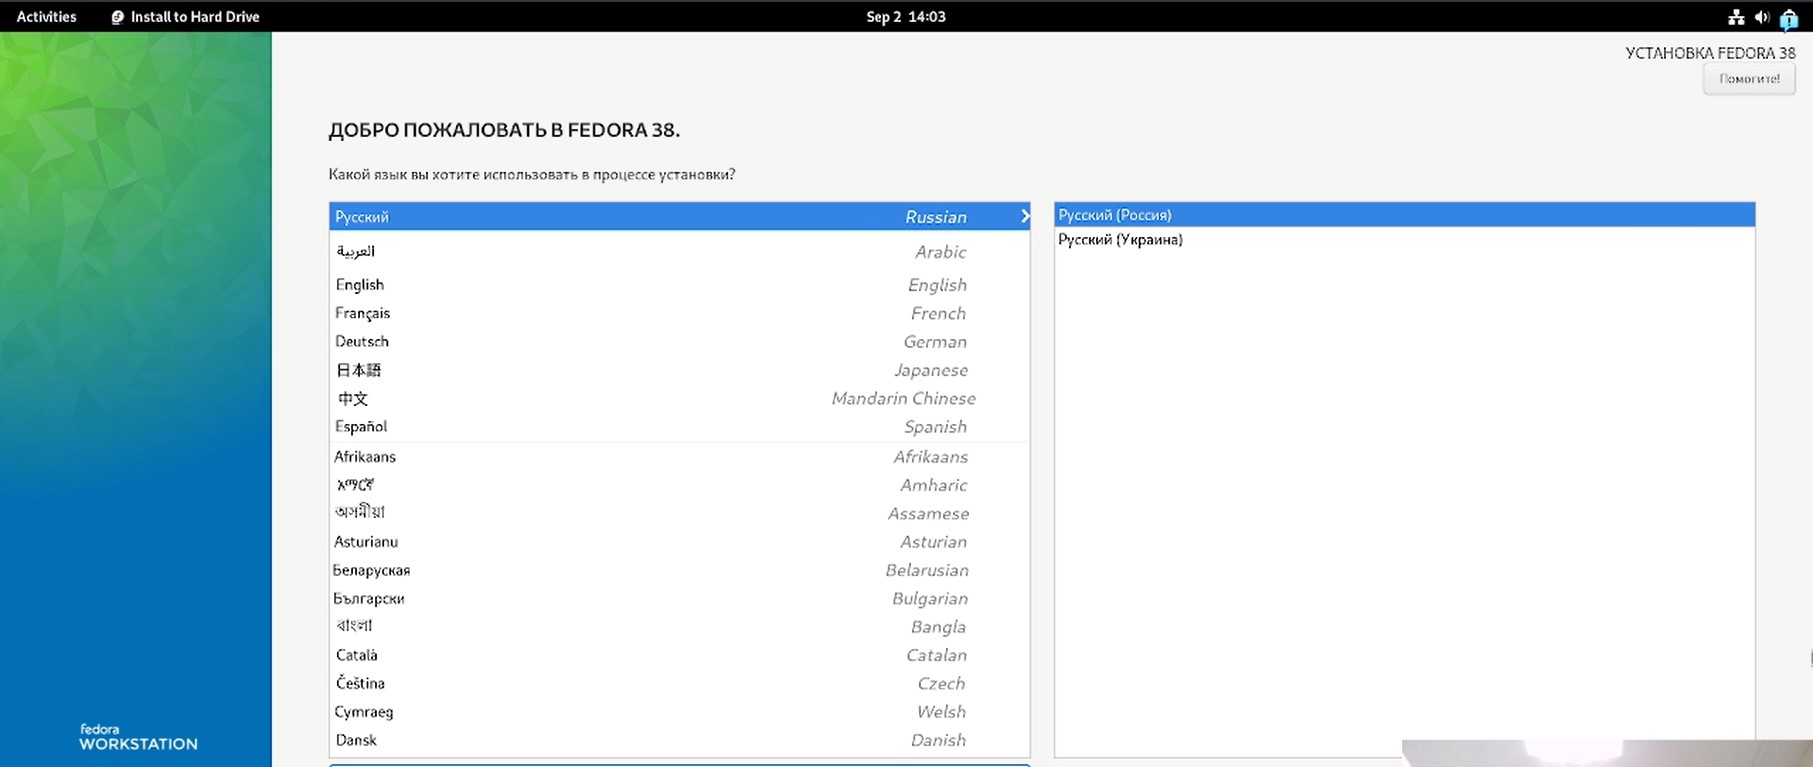 Activities Install to Hard Drive Sep 2 14:03
УСТАНОВКА FEDORA 38
Помогите!
ДОБРО ПОЖАЛОВАТЬ В FEDORA 38.
Какой язык вы хотите использовать в процессе установки?
Русский Russian
العربية Arabic
English English
Français French
Deutsch German
日本語 Japanese
中文 Mandarin Chinese
Español Spanish
Afrikaans Afrikaans
አማርኛ Amharic
অসমীয়া Assamese
Asturianu Asturian
Беларуская Belarusian
Български Bulgarian
বাংলা Bangla
Català Catalan
Čeština Czech
Cymraeg Welsh
Dansk Danish
Русский (Россия)
Русский (Украина)
fedora
WORKSTATION